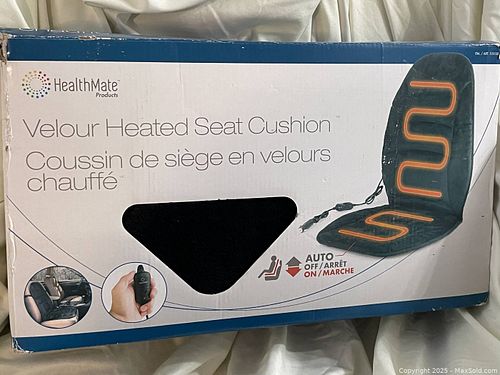 HealthMate
Products
Velour Heated Seat Cushion
Coussin de siège en velours
chauffé
AUTO
OFF/ARRÊT
ON/MARCHE
Copyright 2025 - MaxSold.com